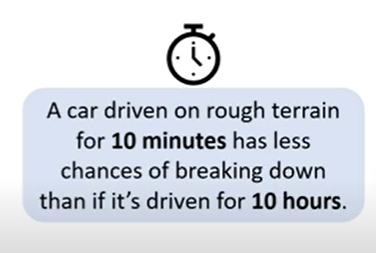 A car driven on rough terrain
for 10 minutes has less
chances of breaking down
than if it’s driven for 10 hours.